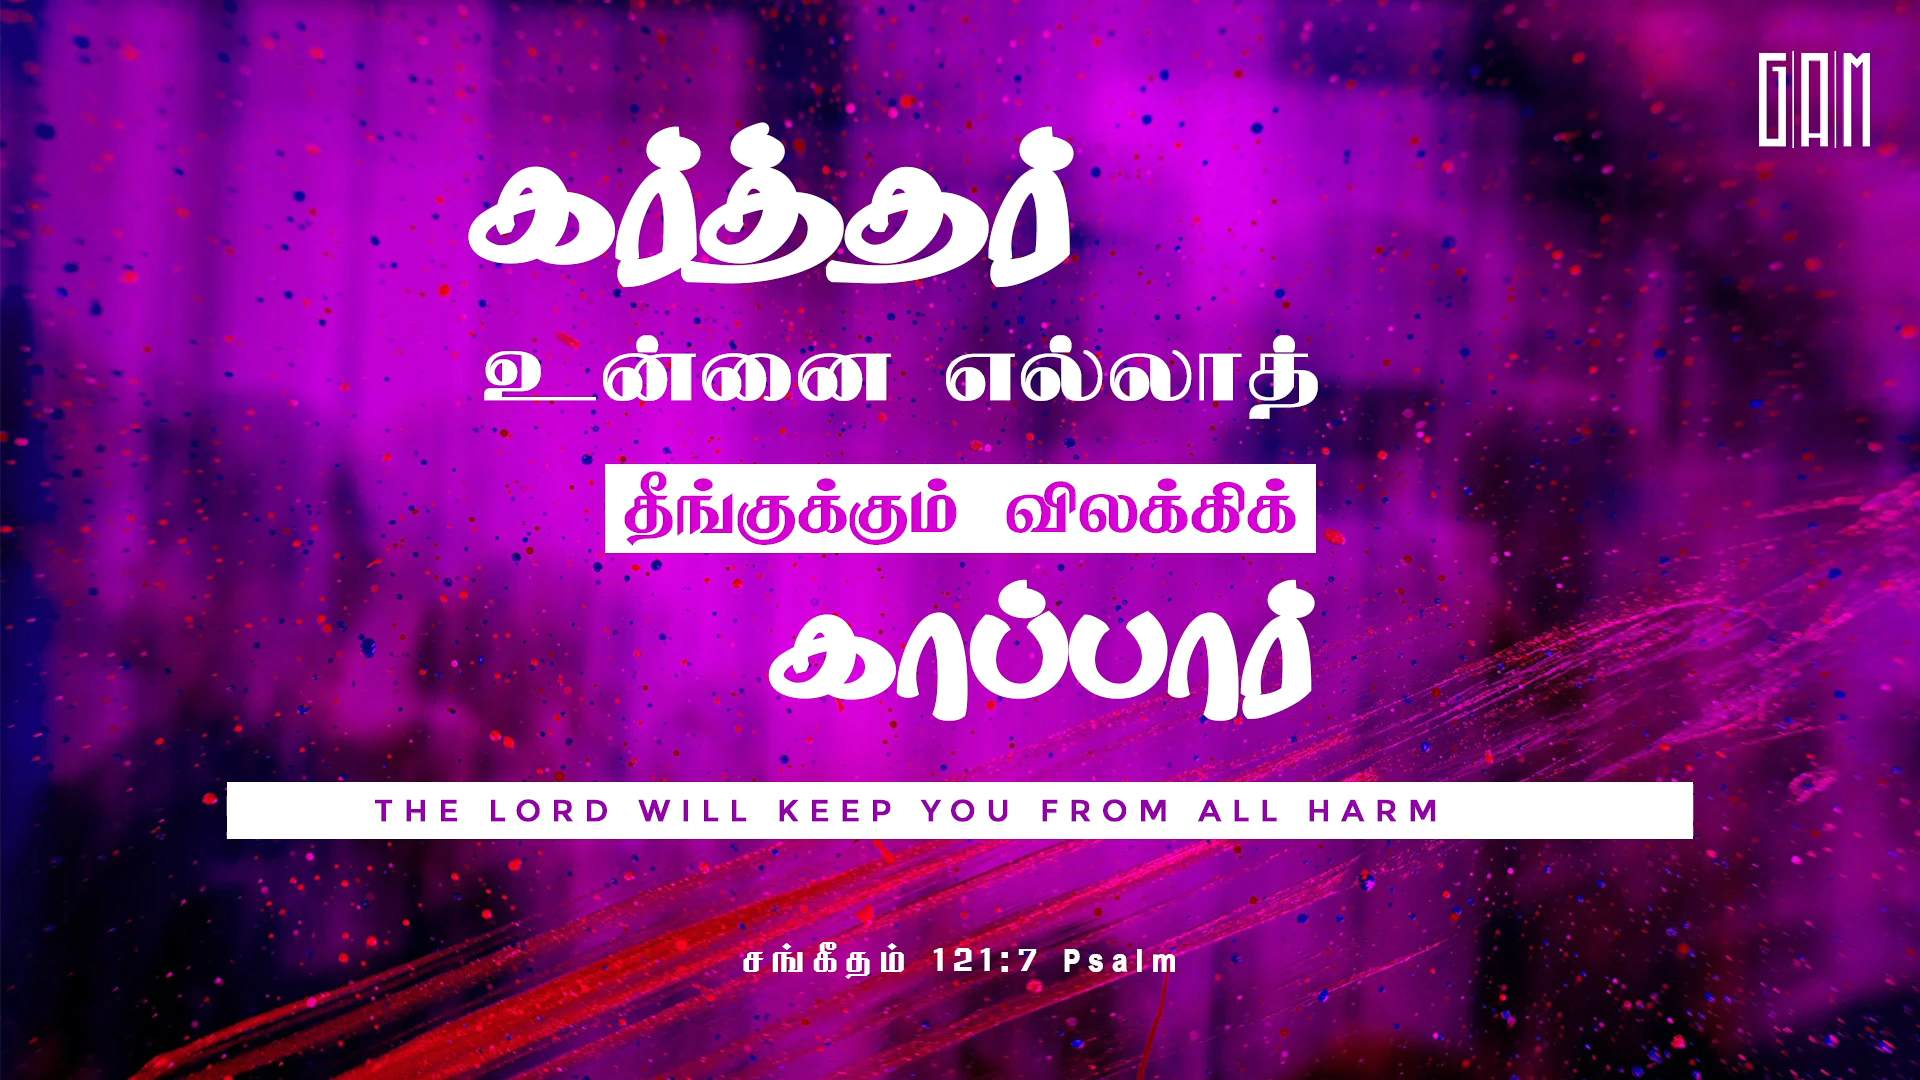 GAM
கர்த்தர்
உன்னை எல்லாத்
தீங்குக்கும் விலக்கிக்
காப்பார்
THE LORD WILL KEEP YOU FROM ALL HARM
சங்கீதம் 121:7 Psalm